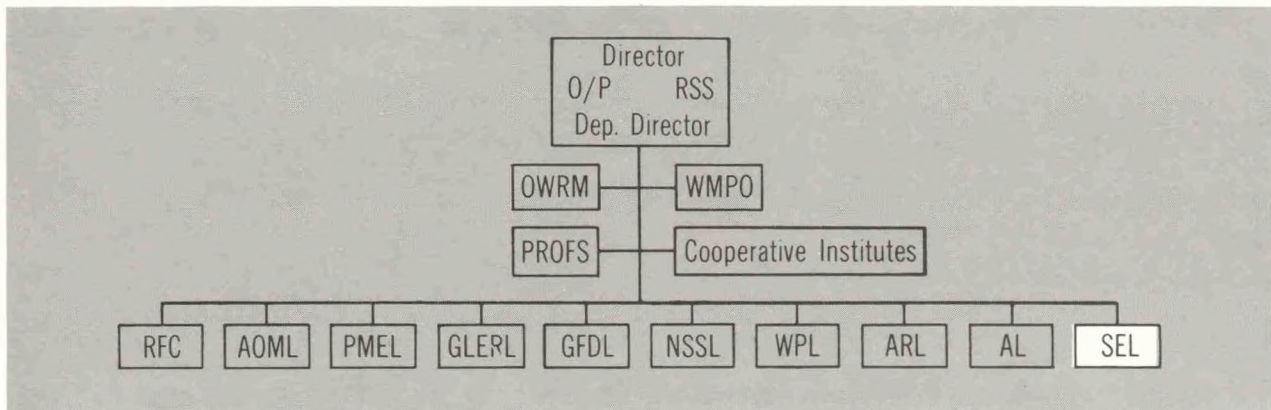 Director
O/P RSS
Dep. Director
OWRM WMPO
PROFS Cooperative Institutes
RFC AOML PMEL GLERL GFDL NSSL WPL ARL AL SEL